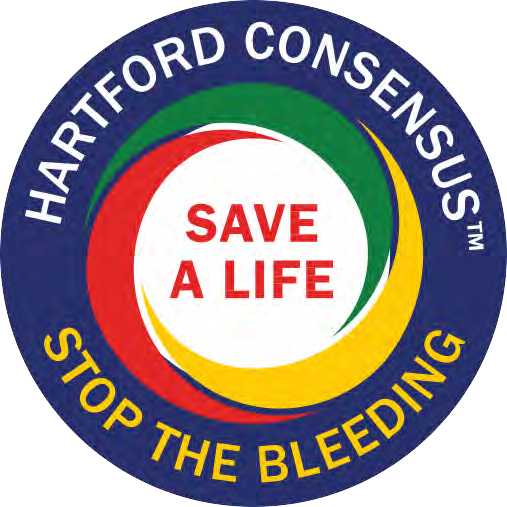 HARTFORD CONSENSUS™
SAVE
A LIFE
STOP THE BLEEDING